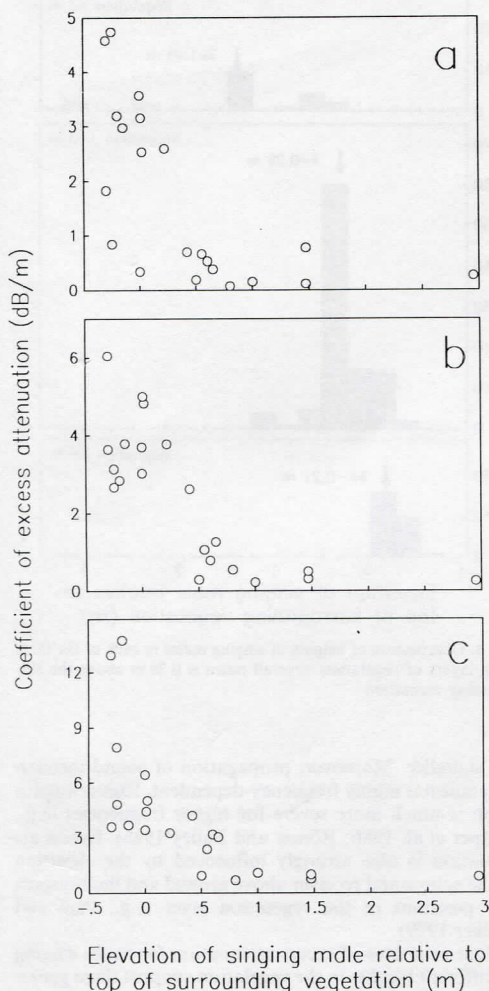 5
4
3
2
1
0
a
6
4
2
0
b
12
9
6
3
0
c
-.5 0 0.5 1 1.5 2 2.5 3
Coefficient of excess attenuation (dB/m)
Elevation of singing male relative to
top of surrounding vegetation (m)